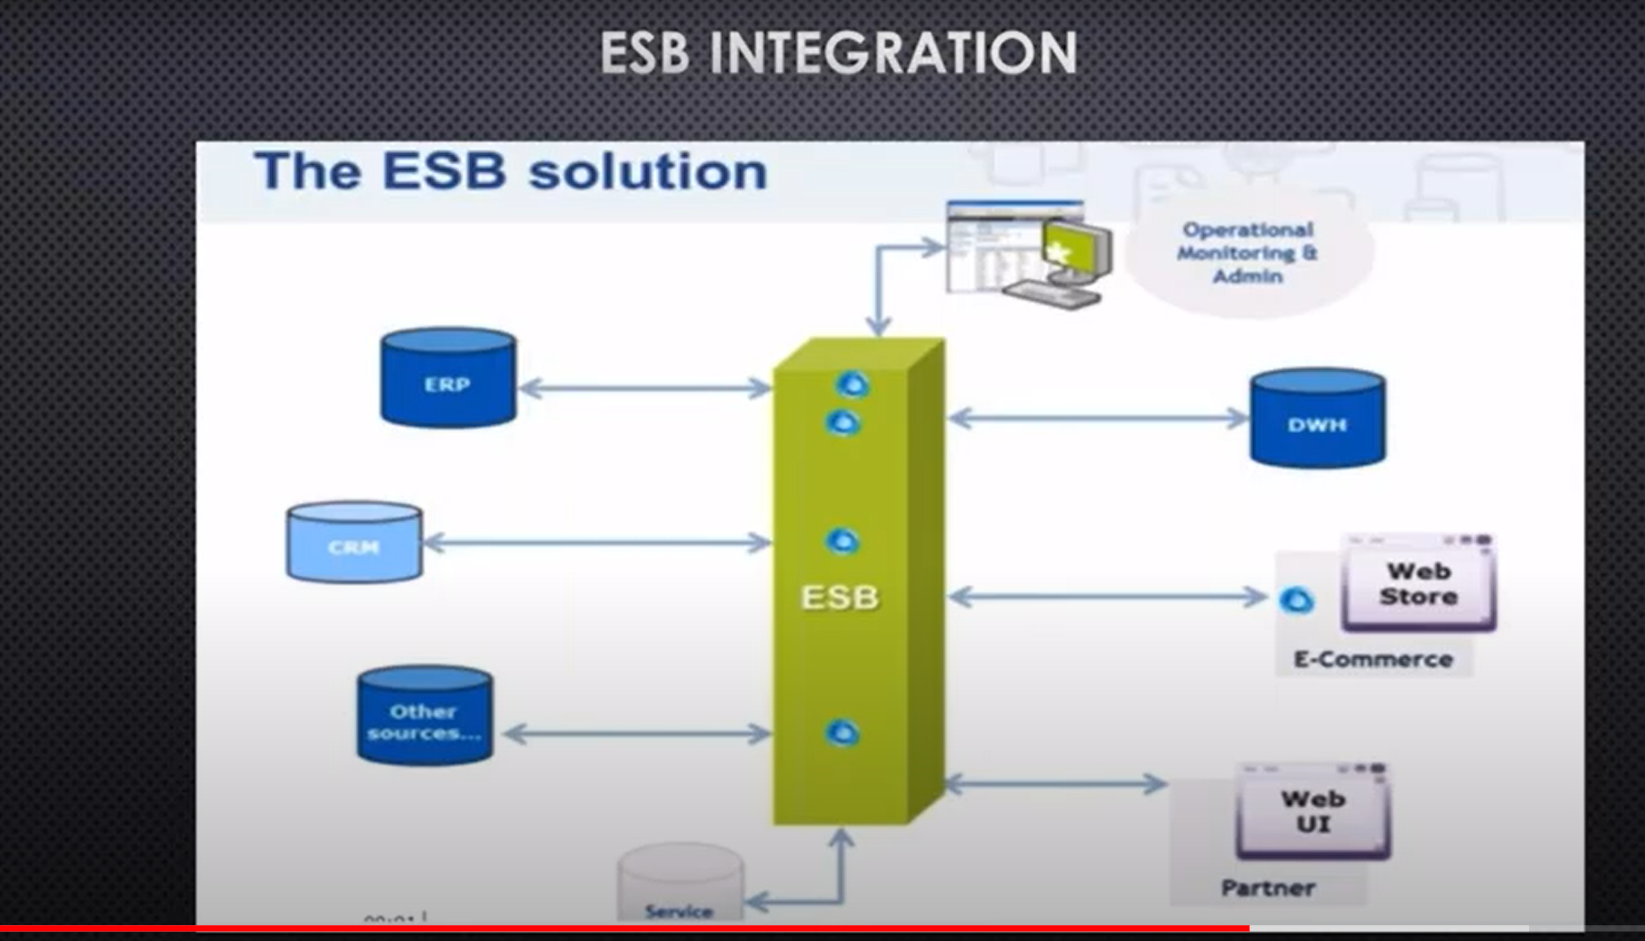 ESB INTEGRATION
The ESB solution
Operational
Monitoring &
Admin
ERP
DWH
CRM
Web
Store
ESB
E-Commerce
Other
sources...
Web
UI
Partner
Service